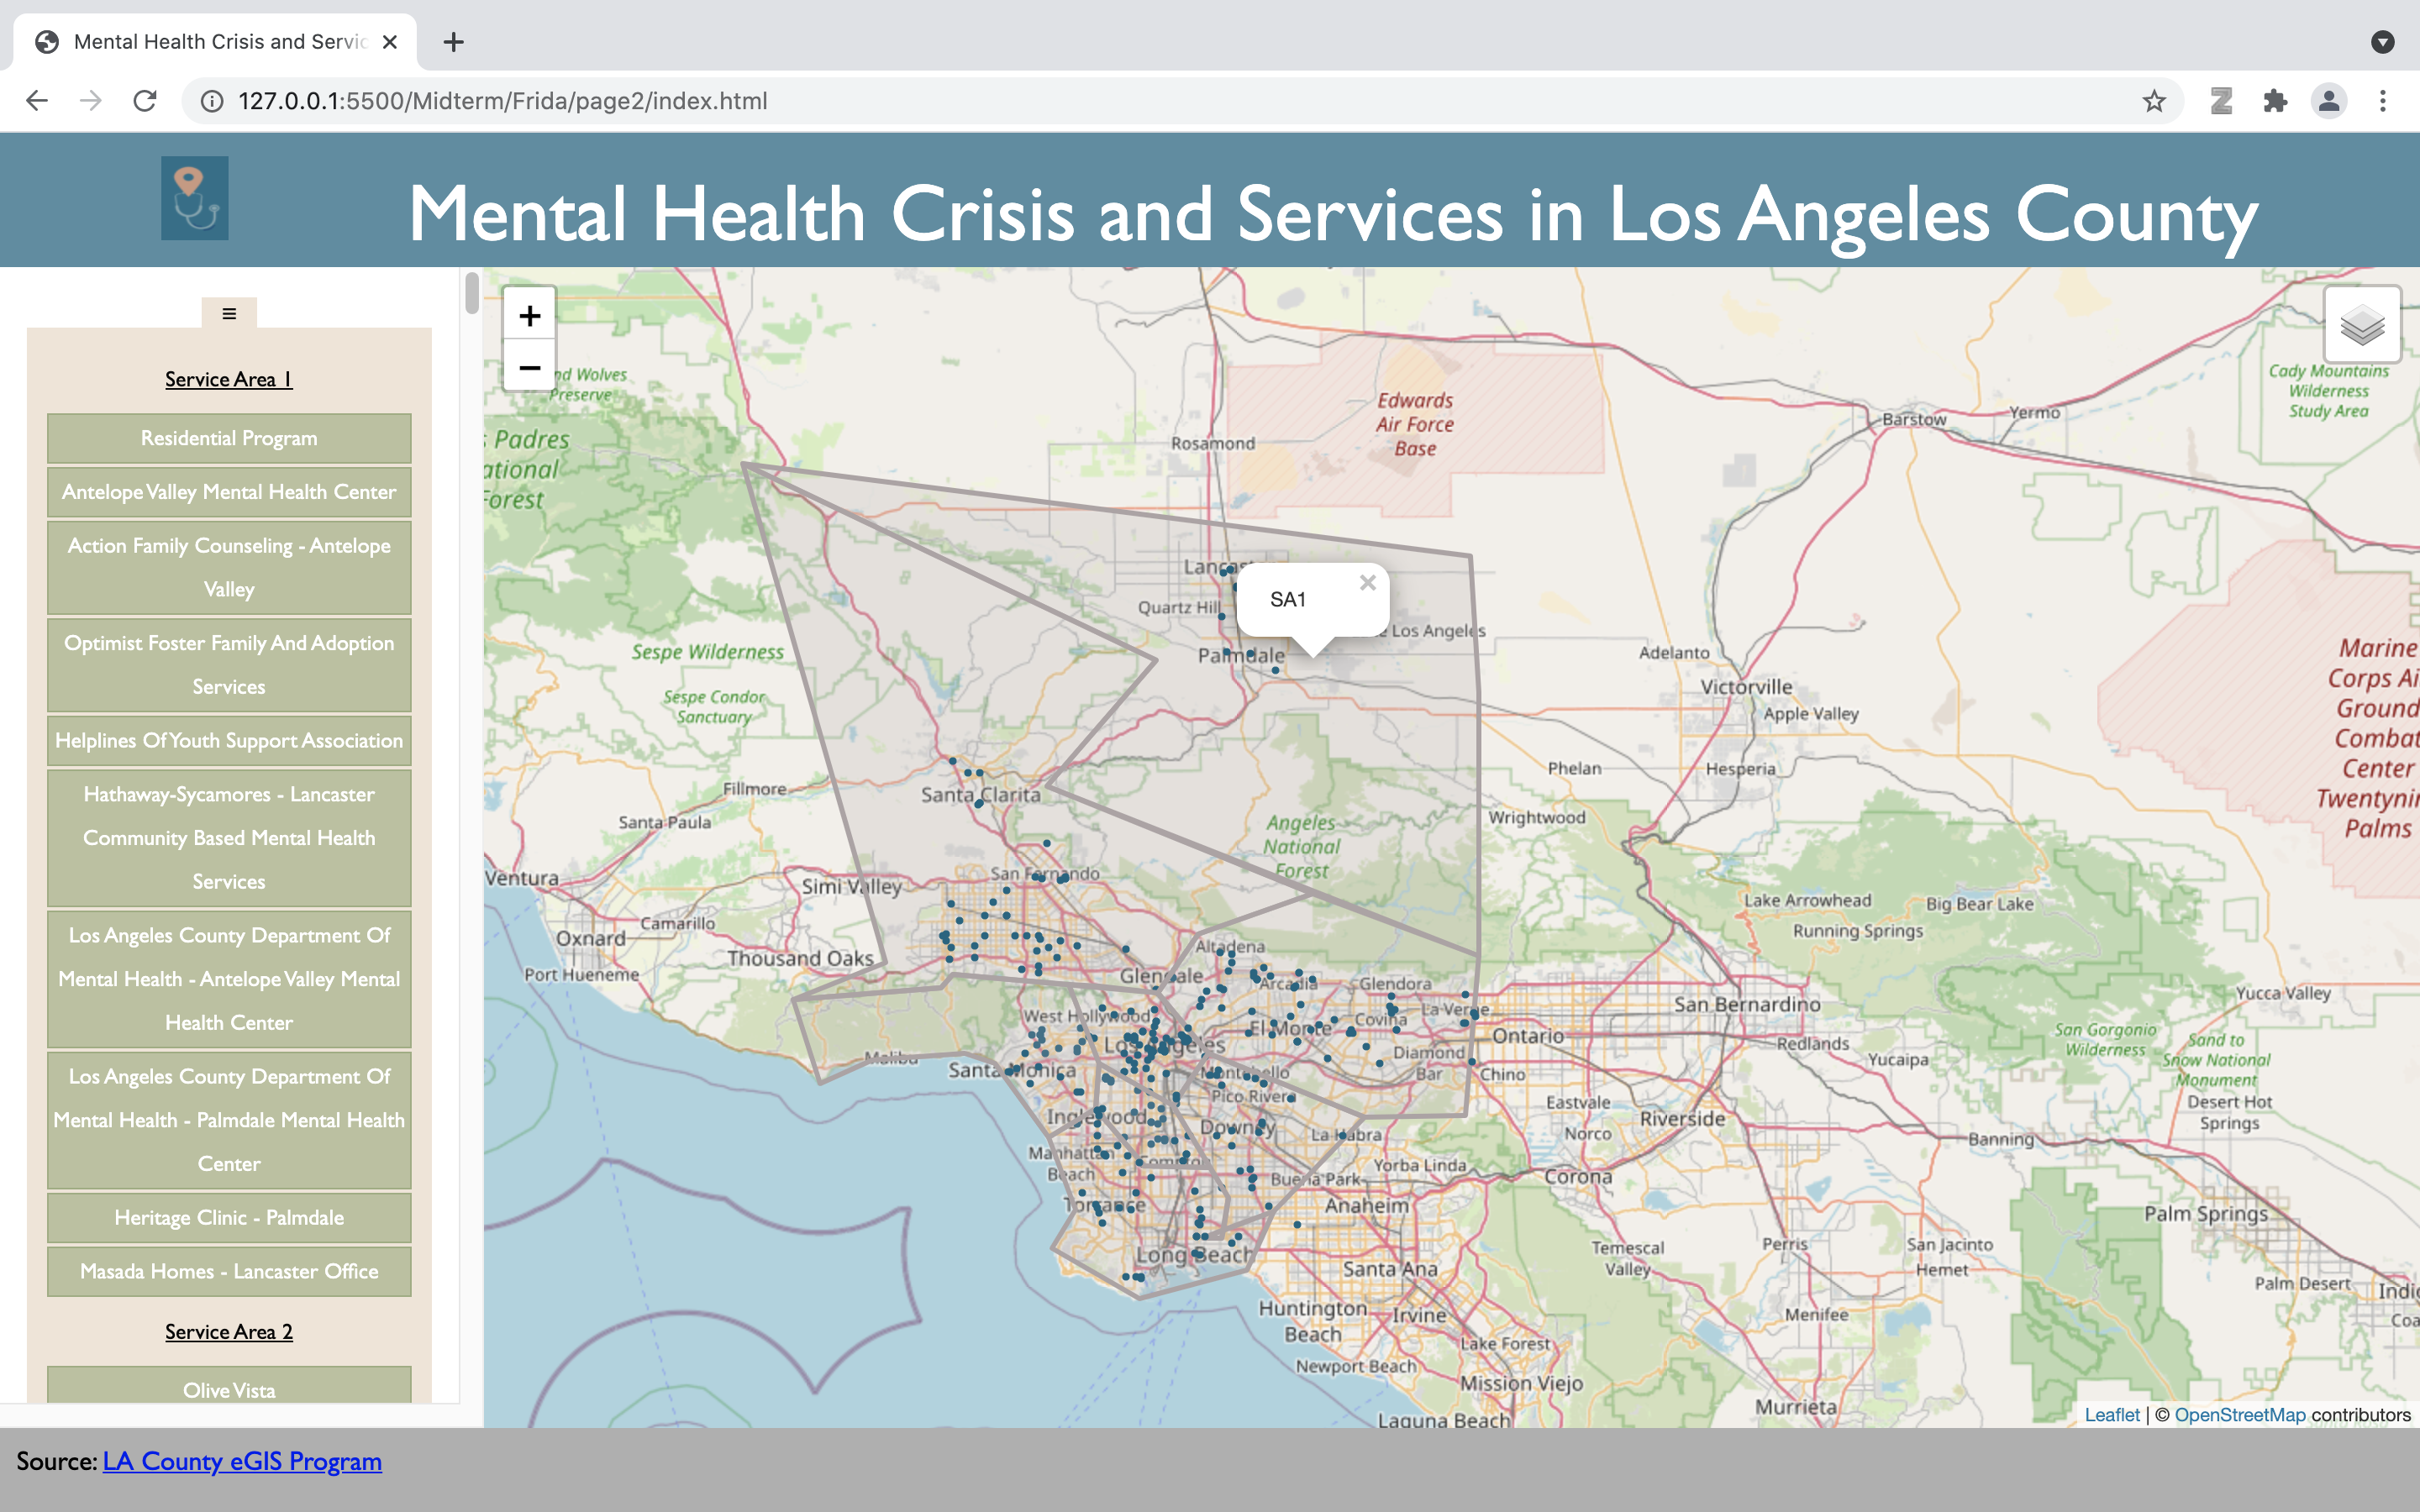 Mental Health Crisis and Servic
127.0.0.1:5500/Midterm/Frida/page2/index.html
Mental Health Crisis and Services in Los Angeles County
≡
Service Area 1
Residential Program
Antelope Valley Mental Health Center
Action Family Counseling - Antelope
Valley
Optimist Foster Family And Adoption
Services
Helplines Of Youth Support Association
Hathaway-Sycamores - Lancaster
Community Based Mental Health
Services
Los Angeles County Department Of
Mental Health - Antelope Valley Mental
Health Center
Los Angeles County Department Of
Mental Health - Palmdale Mental Health
Center
Heritage Clinic - Palmdale
Masada Homes - Lancaster Office
Service Area 2
Olive Vista
+
−
nd Wolves
Preserve
Padres
ational
Forest
Rosamond
Edwards
Air Force
Base
Barstow
Yermo
Cady Mountains
Wilderness
Study Area
Lancas
SA1
×
Quartz Hill
Los Angeles
Palmdale
Sespe Wilderness
Sespe Condor
Sanctuary
Adelanto
Victorville
Apple Valley
Marine
Corps Ai
Ground
Combat
Center
Twentynin
Palms
Phelan
Hesperia
Fillmore
Santa Clarita
Santa Paula
Wrightwood
Angeles
National
Forest
Ventura
Simi Valley
San Fernando
Camarillo
Oxnard
Lake Arrowhead
Big Bear Lake
Running Springs
Thousand Oaks
Port Hueneme
Altadena
Glendale
Arcadia
Glendora
West Hollywood
El Monte
Covina
La Verne
San Bernardino
Yucca Valley
Los Angeles
Ontario
Malibu
Santa Monica
Montebello
Diamond
Bar
Chino
Redlands
Yucaipa
San Gorgonio
Wilderness
Sand to
Snow National
Monument
Pico Rivera
Inglewood
Downey
La Habra
Eastvale
Norco
Riverside
Desert Hot
Springs
Banning
Manhattan
Beach
Compton
Buena Park
Yorba Linda
Corona
Torrance
Anaheim
Palm Springs
Long Beach
Santa Ana
Temescal
Valley
Perris
San Jacinto
Hemet
Palm Desert
Indio
Coa
Huntington
Beach
Irvine
Menifee
Lake Forest
Newport Beach
Mission Viejo
Murrieta
Laguna Beach
Leaflet | © OpenStreetMap contributors
Source: LA County eGIS Program